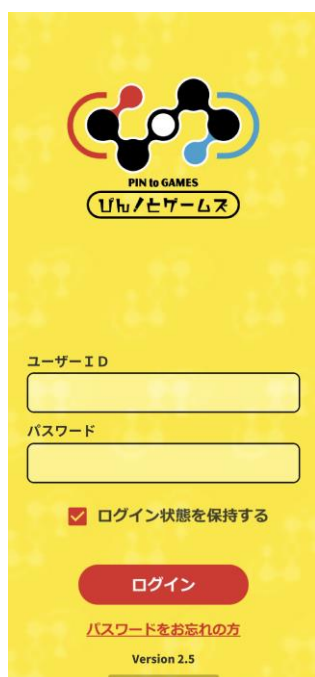 PIN to GAMES
ぴん!とゲームズ
ユーザーID
パスワード
ログイン状態を保持する
ログイン
パスワードをお忘れの方
Version 2.5